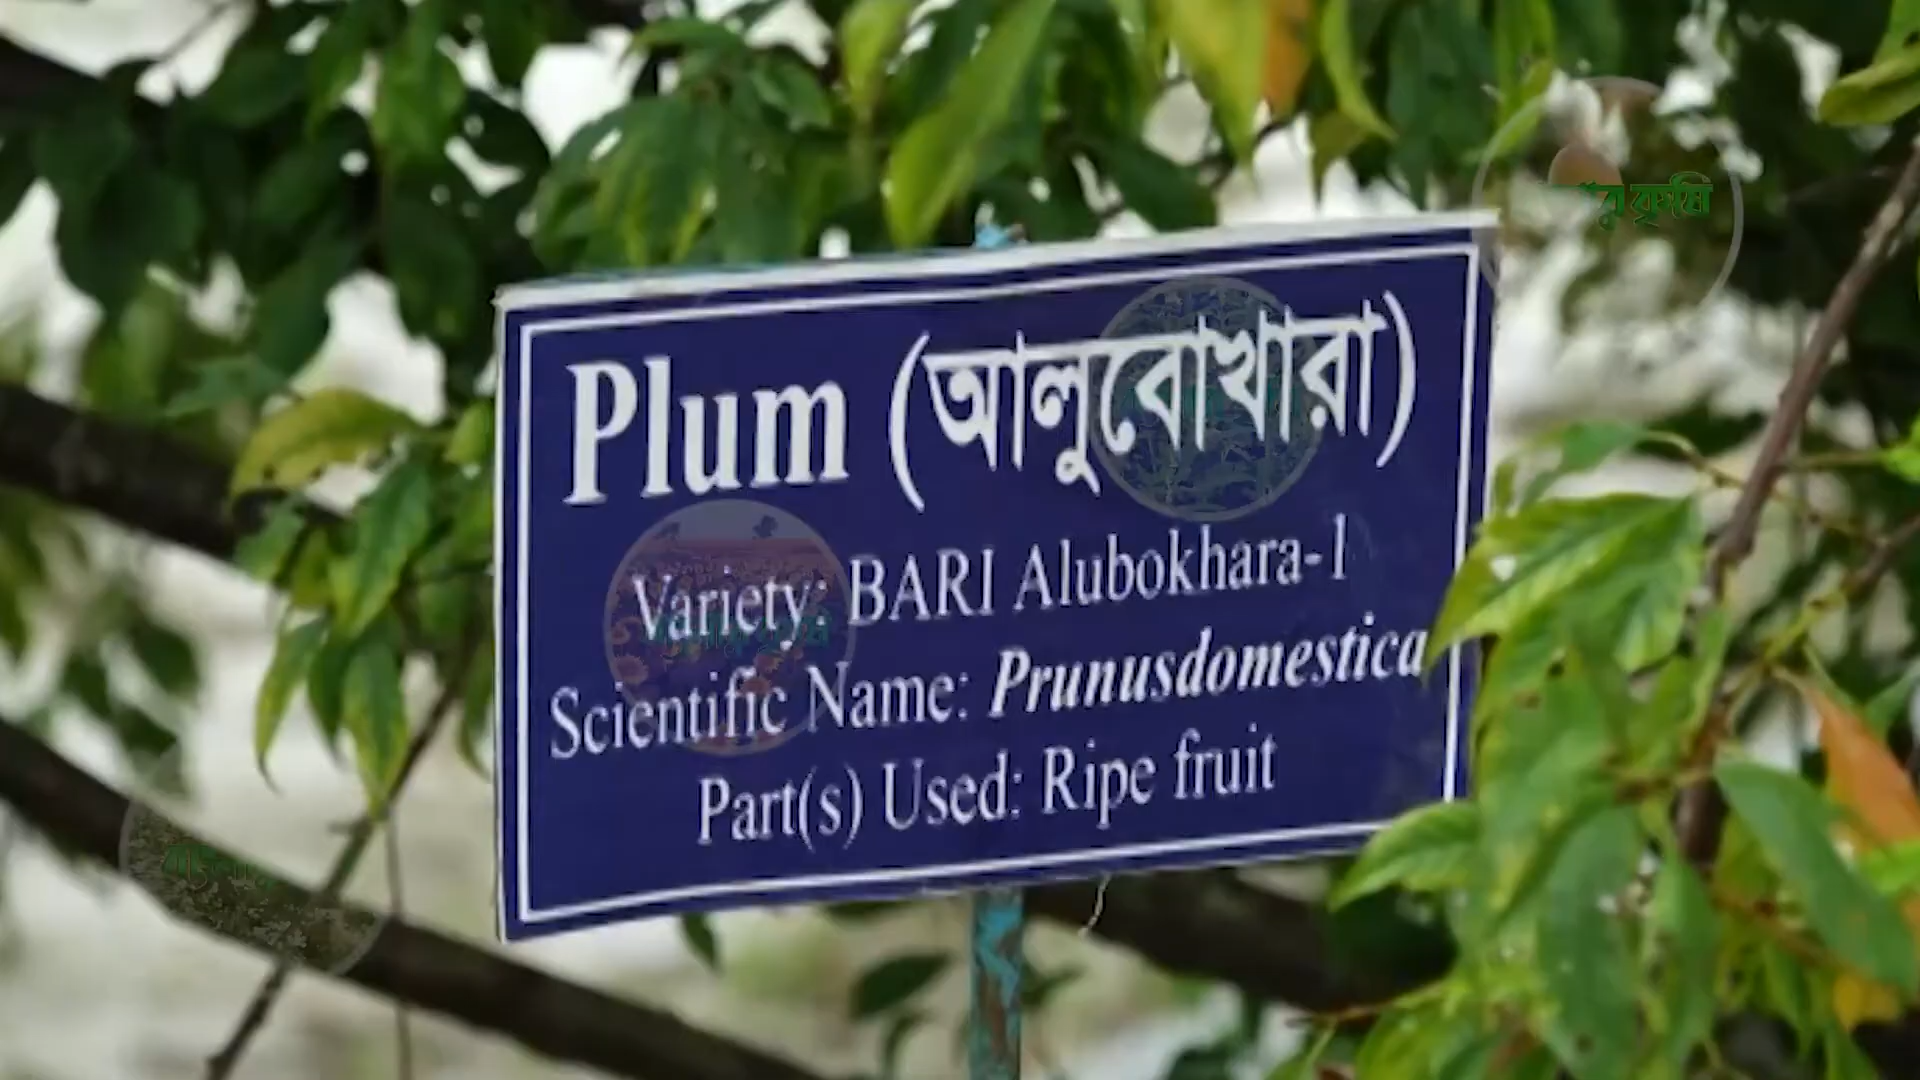 Plum (আলুবোখারা)
Variety: BARI Alubokhara-1
Scientific Name: Prunusdomestica
Part(s) Used: Ripe fruit